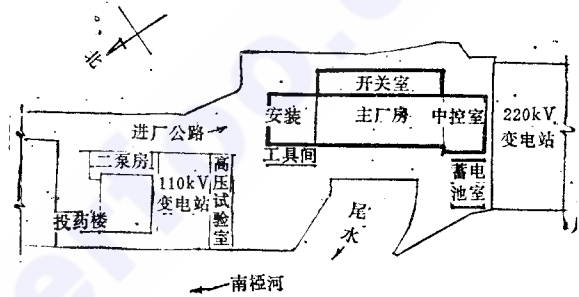 北
开关室
安装
主厂房
中控室
220kV
变电站
进厂公路
工具间
蓄电
池室
二泵房
110kV
变电站
高压试验室
投药楼
尾水
南桠河